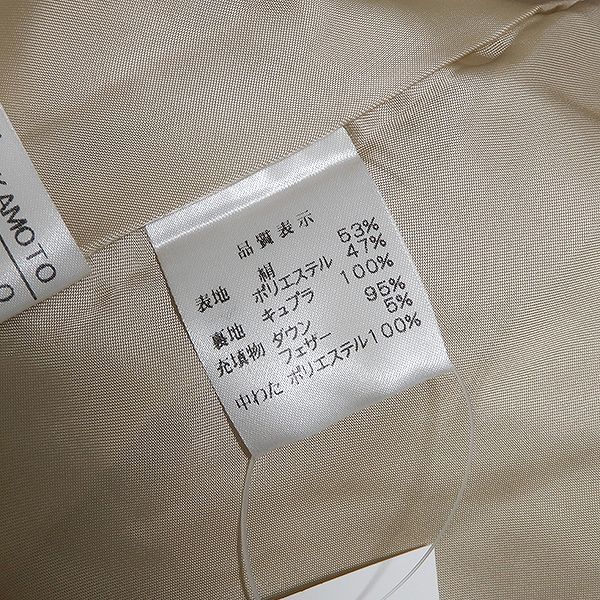 品質表示
表地 絹 53%
ポリエステル 47%
裏地 キュプラ 100%
充填物 ダウン 95%
フェザー 5%
中わた ポリエステル100%
KAMOTO
O